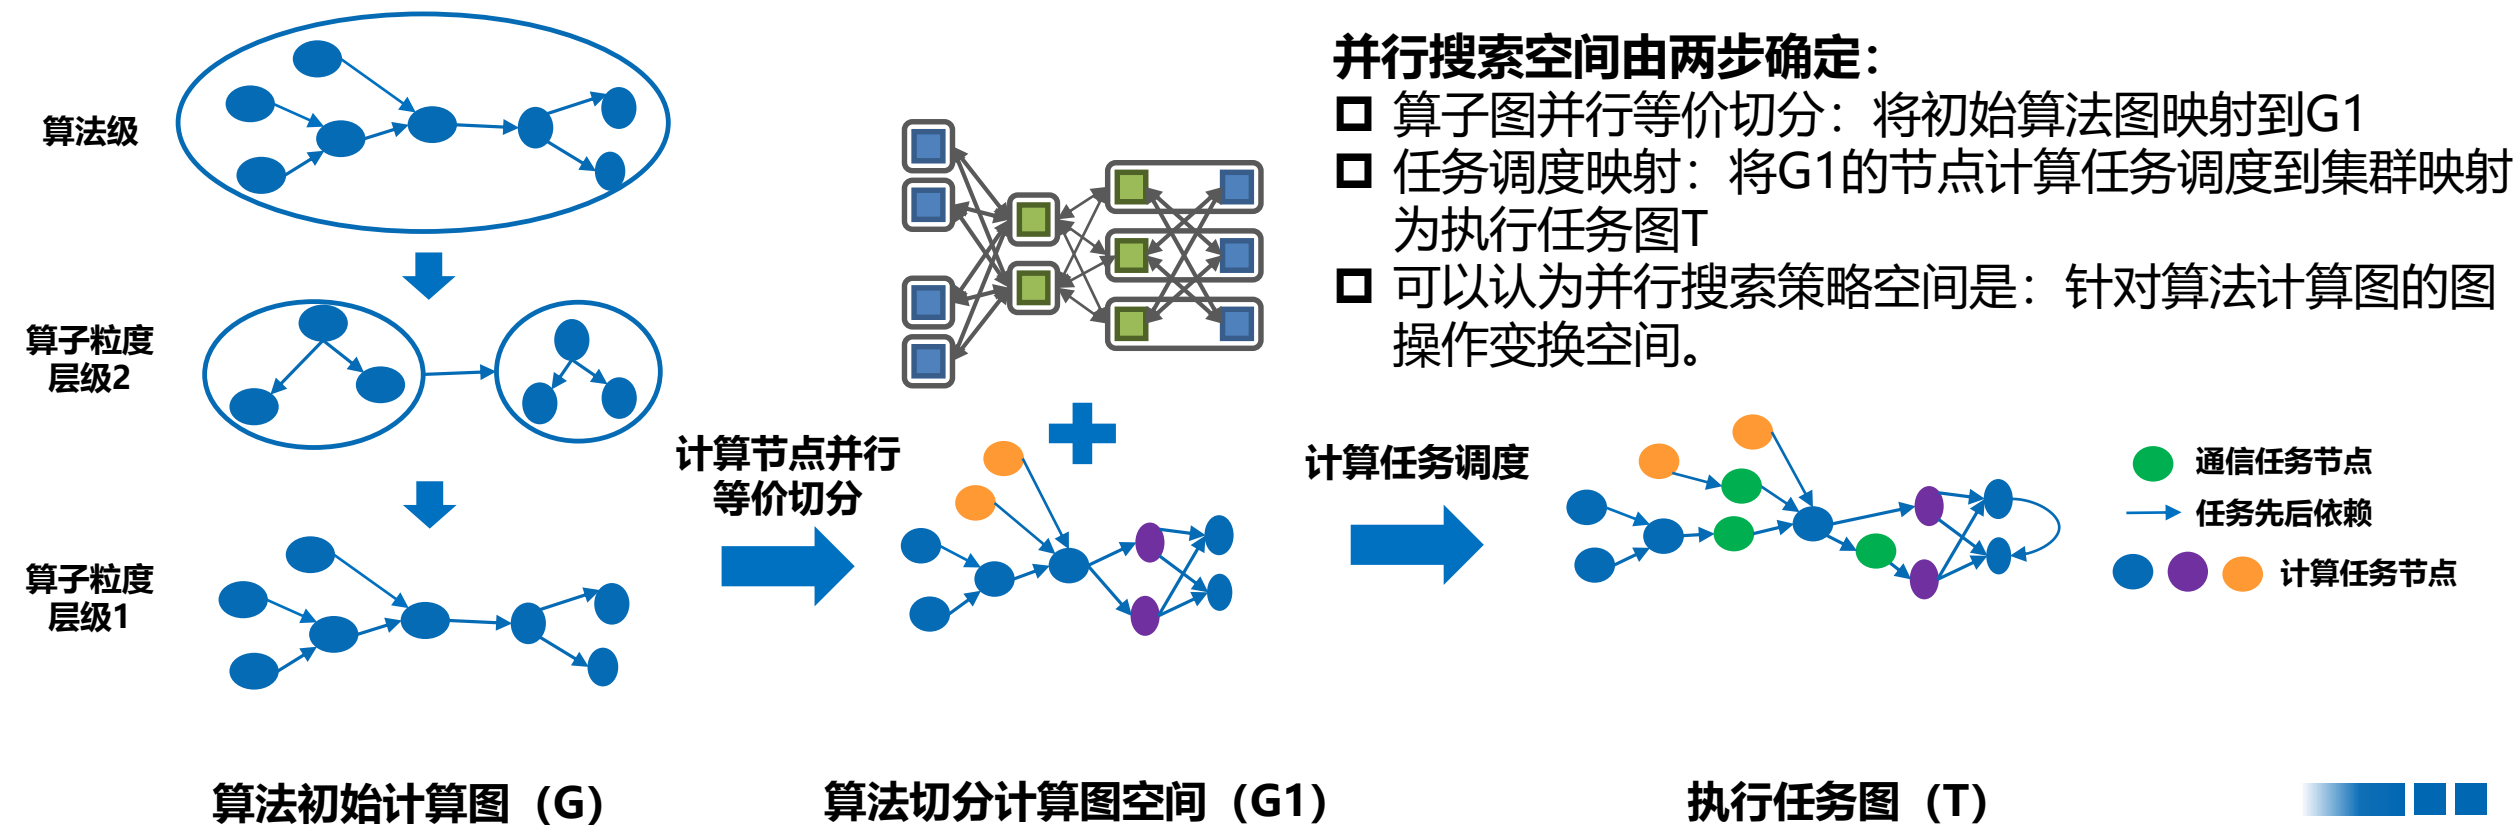 并行搜索空间由两步确定：
算子图并行等价切分：将初始算法图映射到G1
任务调度映射：将G1的节点计算任务调度到集群映射
为执行任务图T
可以认为并行搜索策略空间是：针对算法计算图的图
操作变换空间。
算法级
算子粒度
层级2
算子粒度
层级1
计算节点并行
等价切分
计算任务调度
通信任务节点
任务先后依赖
计算任务节点
算法初始计算图（G）
算法切分计算图空间（G1）
执行任务图（T）